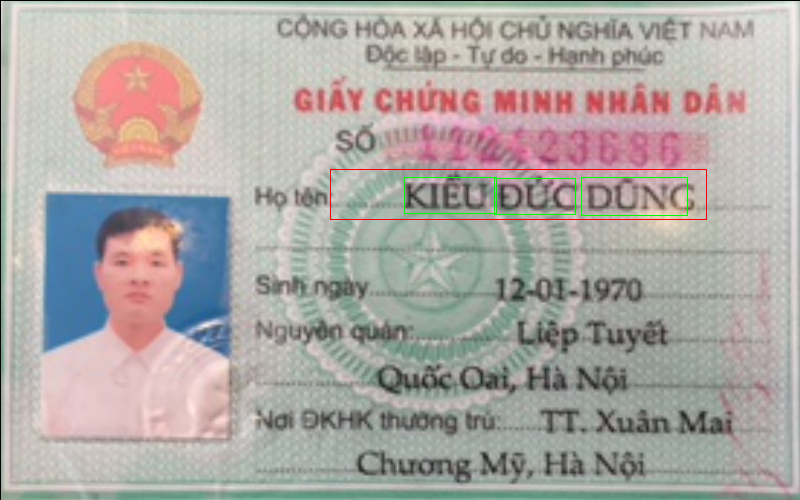 CỘNG HÒA XÃ HỘI CHỦ NGHĨA VIỆT NAM
Độc lập - Tự do - Hạnh phúc
GIẤY CHỨNG MINH NHÂN DÂN
SỐ
Họ tên: KIỀU ĐỨC DŨNG
Sinh ngày 12-01-1970
Nguyên quán: Liệp Tuyết
Quốc Oai, Hà Nội
Nơi ĐKHK thường trú: TT. Xuân Mai
Chương Mỹ, Hà Nội